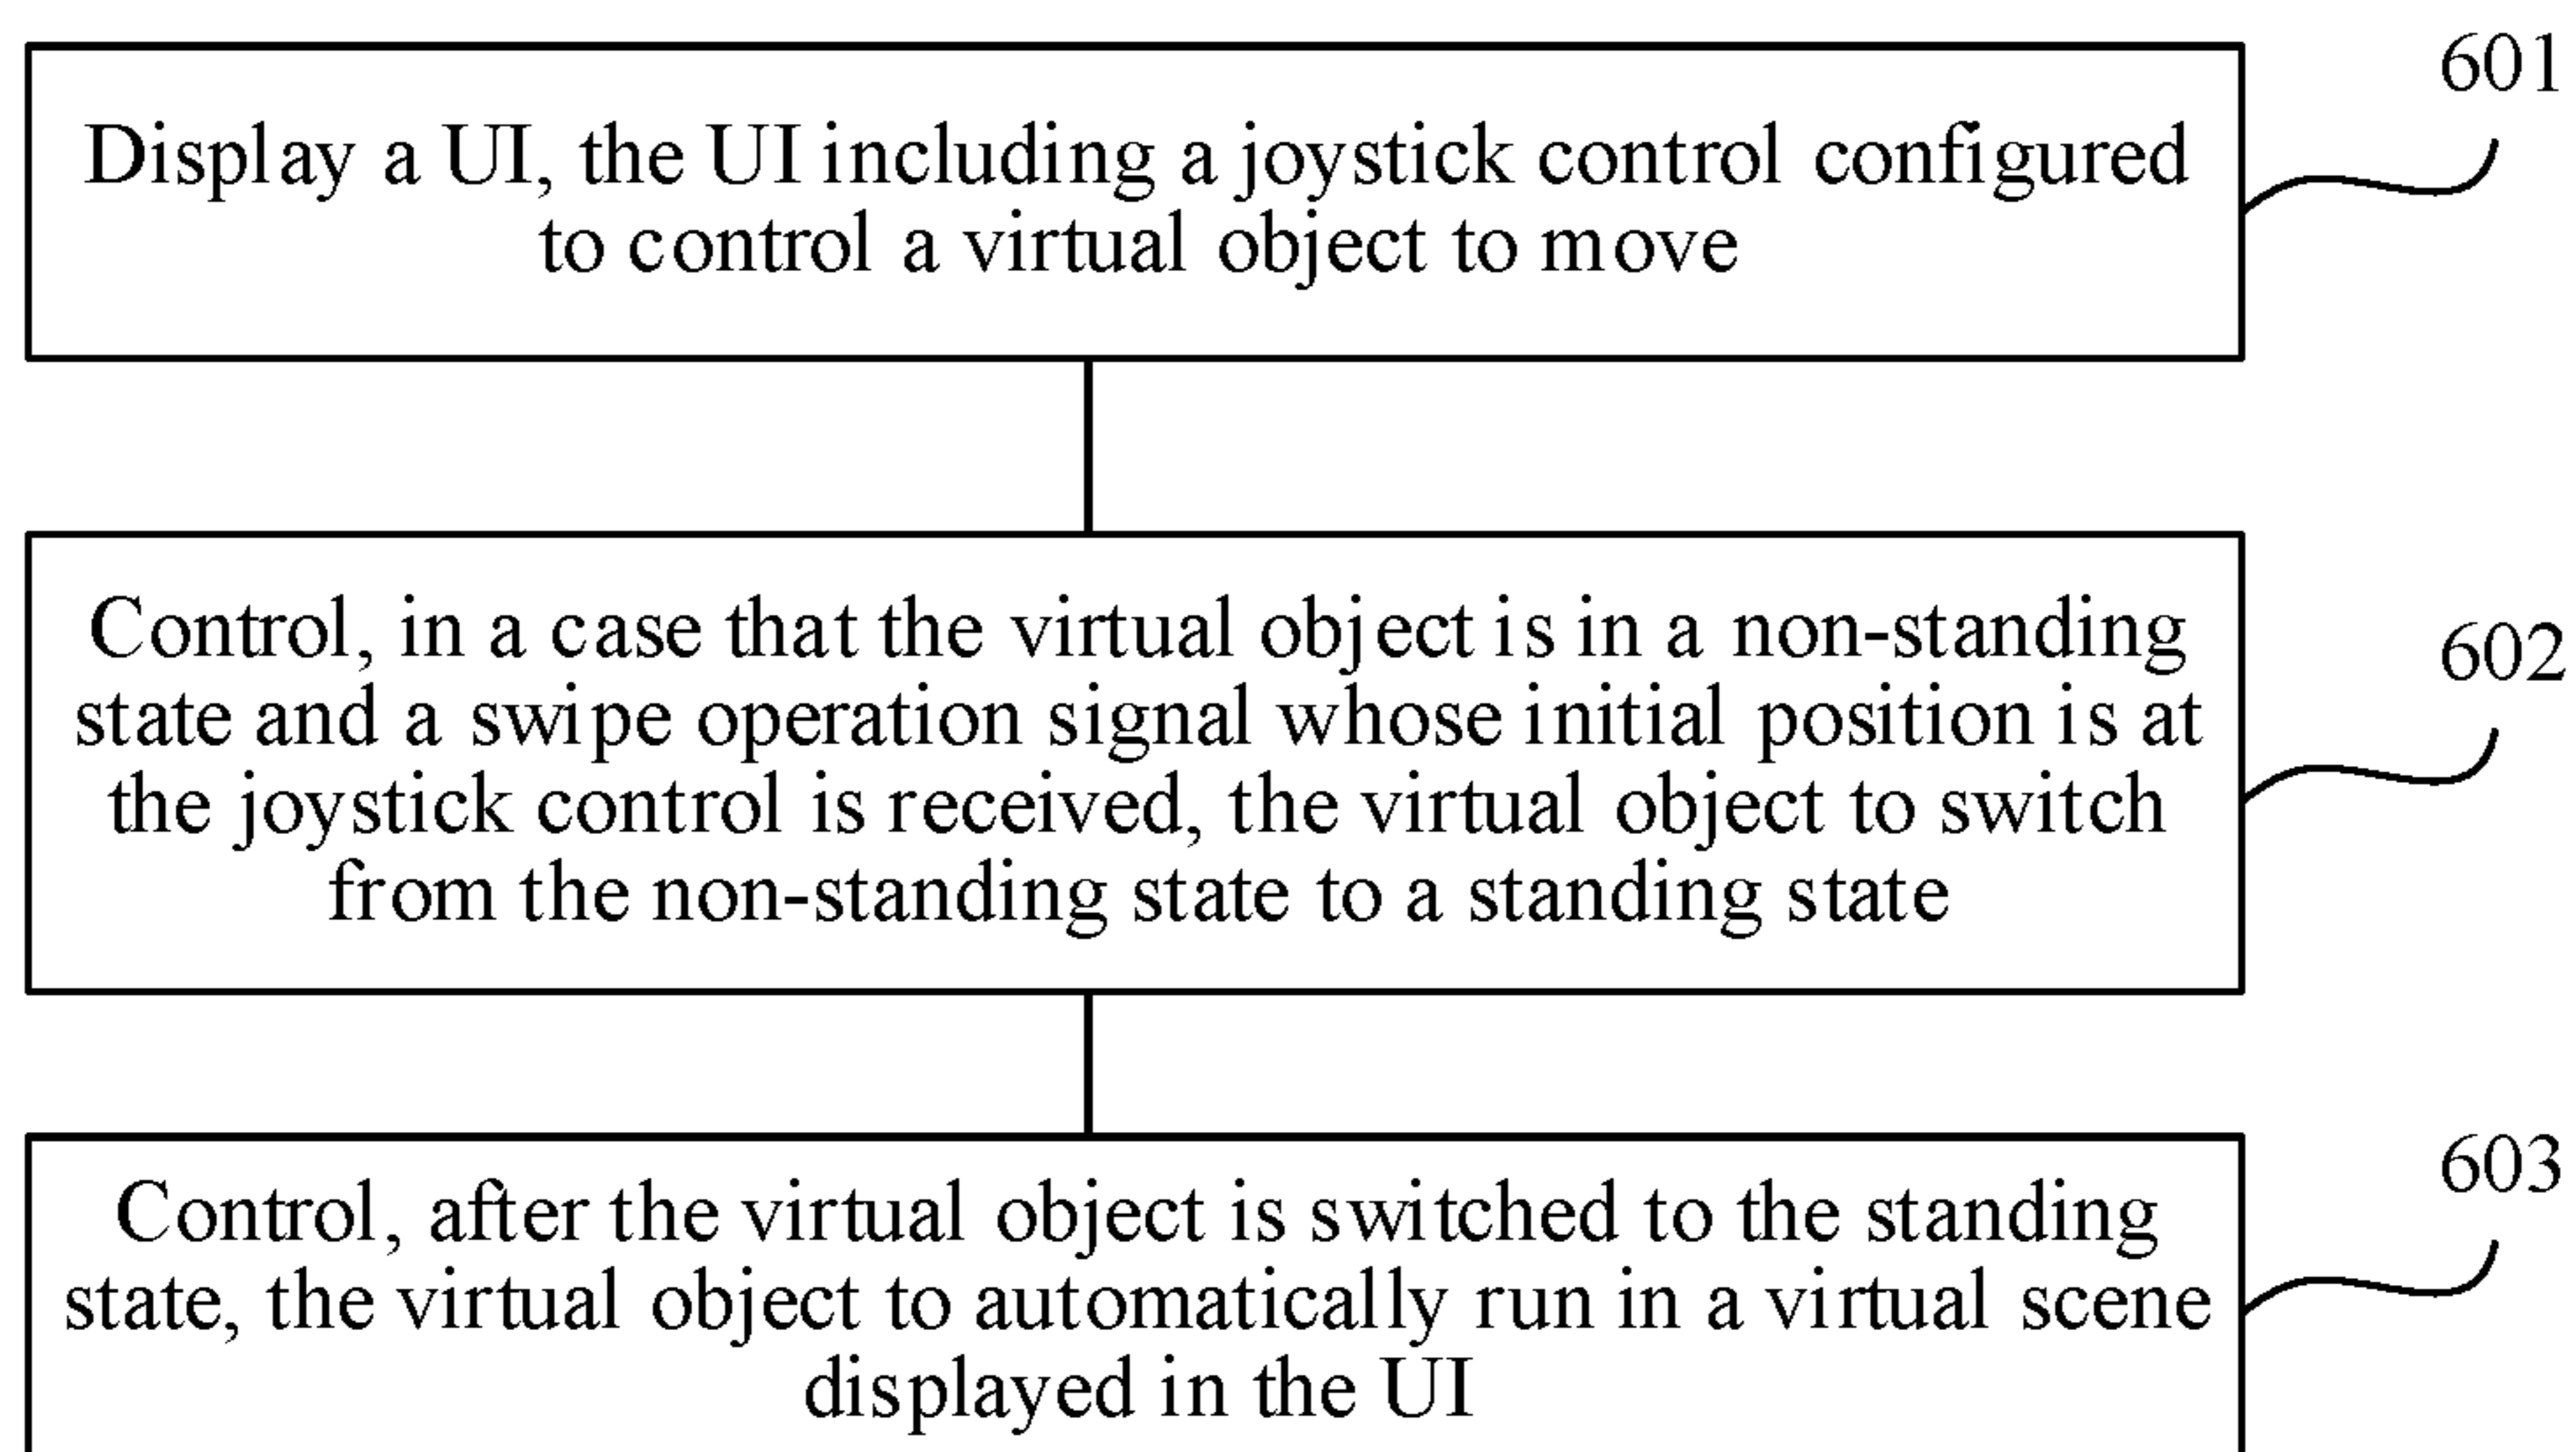 601
Display a UI, the UI including a joystick control configured
to control a virtual object to move
602
Control, in a case that the virtual object is in a non-standing
state and a swipe operation signal whose initial position is at
the joystick control is received, the virtual object to switch
from the non-standing state to a standing state
603
Control, after the virtual object is switched to the standing
state, the virtual object to automatically run in a virtual scene
displayed in the UI